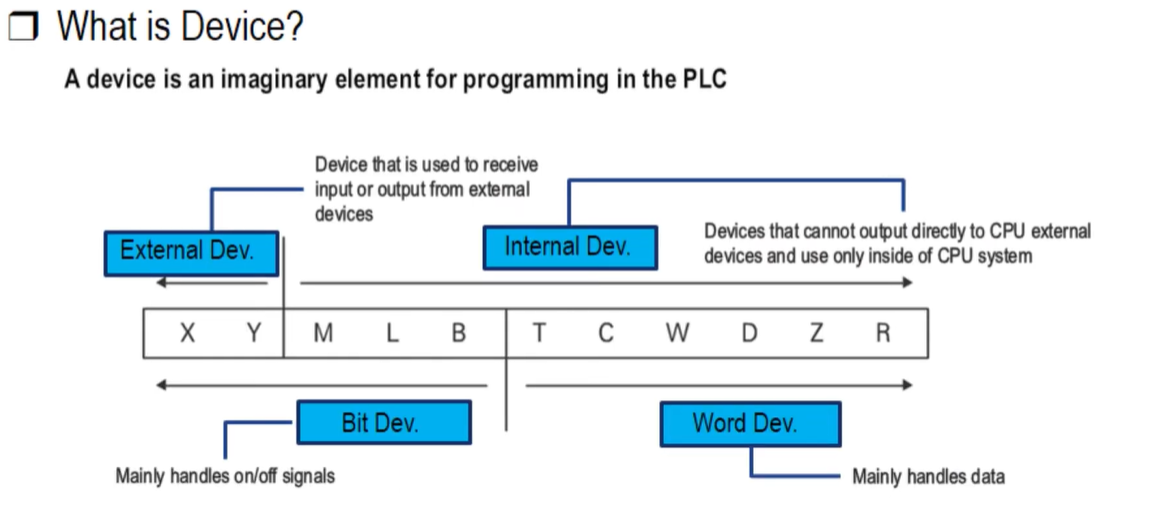 ❐ What is Device?
A device is an imaginary element for programming in the PLC
Device that is used to receive
input or output from external
devices
External Dev.
Internal Dev.
Devices that cannot output directly to CPU external
devices and use only inside of CPU system
X Y M L B T C W D Z R
Bit Dev.
Word Dev.
Mainly handles on/off signals
Mainly handles data